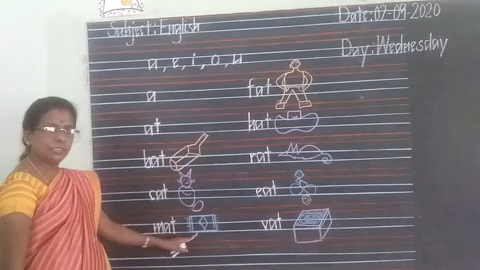 Subject: English
Date: 02-09-2020
Day: Wednesday
a, e, i, o, u
a
fat
at
hat
bat
rat
cat
eat
mat
vat